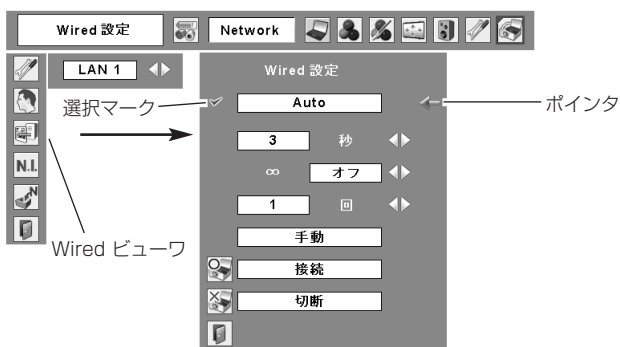 Wired 設定
Network
LAN 1
Wired 設定
選択マーク
Auto
ポインタ
3 秒
∞ オフ
1 回
N.I.
N
手動
Wired ビューワ
接続
切断